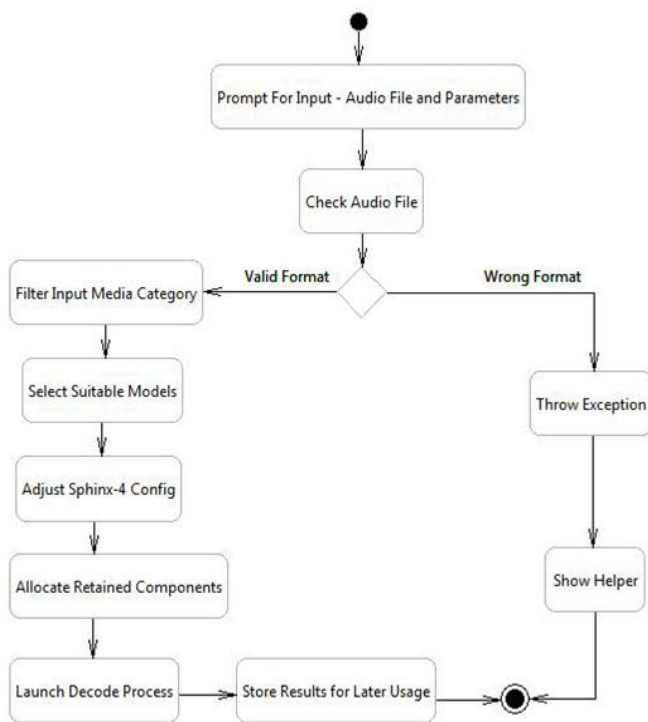 Prompt For Input - Audio File and Parameters
Check Audio File
Valid Format
Wrong Format
Filter Input Media Category
Select Suitable Models
Throw Exception
Adjust Sphinx-4 Config
Allocate Retained Components
Show Helper
Launch Decode Process
Store Results for Later Usage